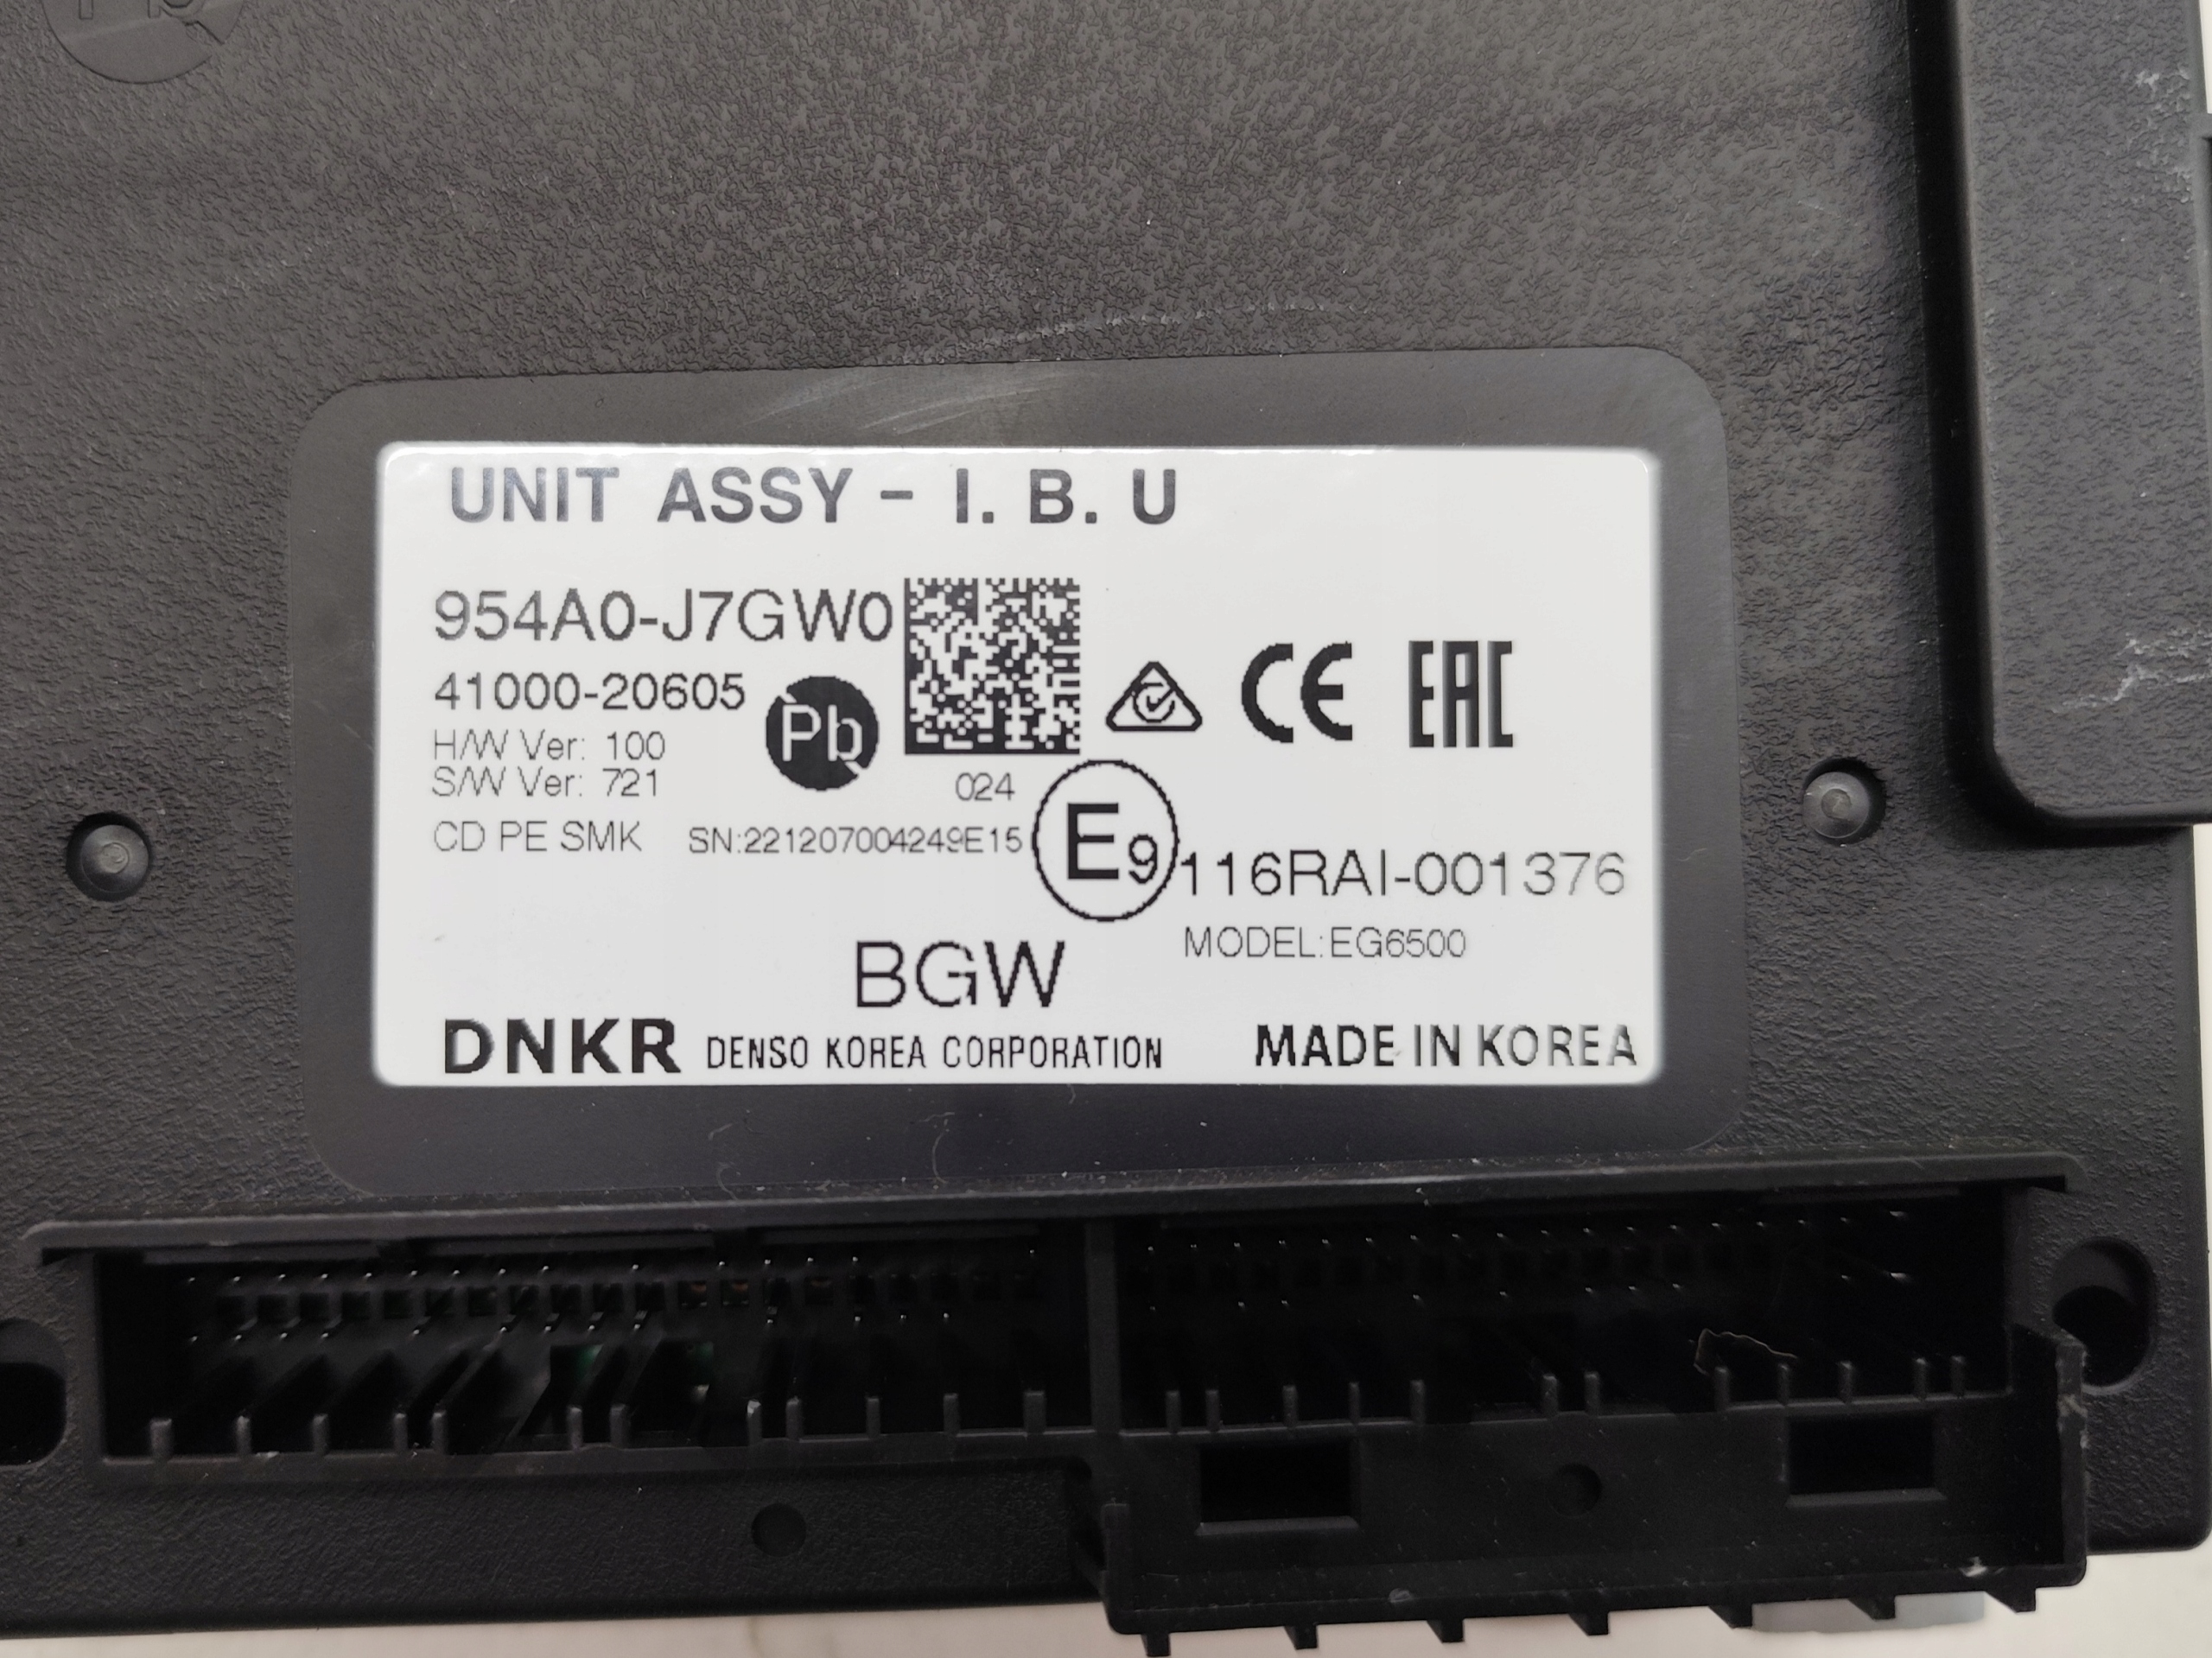 UNIT ASSY - I. B. U
954A0-J7GW0
41000-20605
Pb
H/W Ver: 100
S/W Ver: 721
024
CE
EAC
CD PE SMK SN:221207004249E15
E9
116RAI-001376
MODEL:EG6500
BGW
DNKR DENSO KOREA CORPORATION
MADE IN KOREA